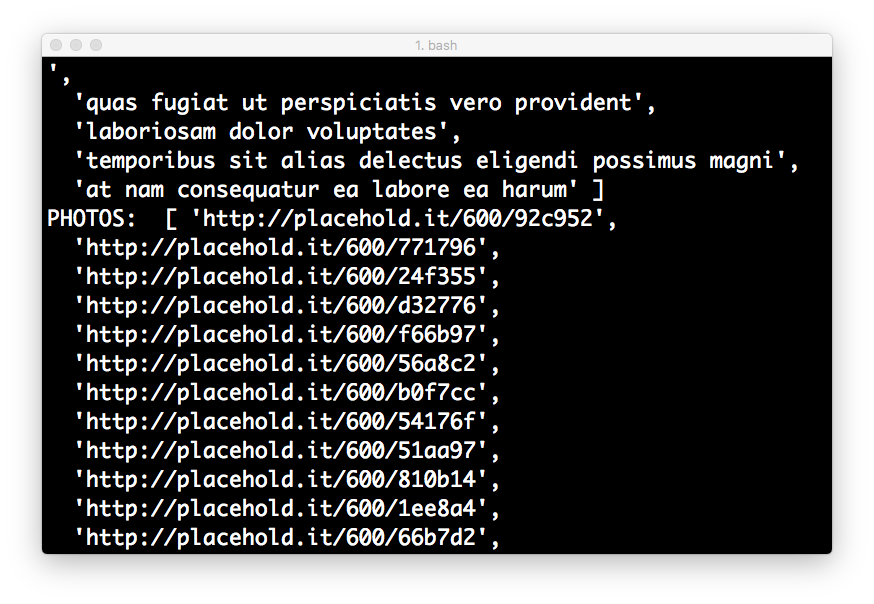 1. bash
',
'quas fugiat ut perspiciatis vero provident',
'laboriosam dolor voluptates',
'temporibus sit alias delectus eligendi possimus magni',
'at nam consequatur ea labore ea harum' ]
PHOTOS:  [ 'http://placehold.it/600/92c952',
'http://placehold.it/600/771796',
'http://placehold.it/600/24f355',
'http://placehold.it/600/d32776',
'http://placehold.it/600/f66b97',
'http://placehold.it/600/56a8c2',
'http://placehold.it/600/b0f7cc',
'http://placehold.it/600/54176f',
'http://placehold.it/600/51aa97',
'http://placehold.it/600/810b14',
'http://placehold.it/600/1ee8a4',
'http://placehold.it/600/66b7d2',